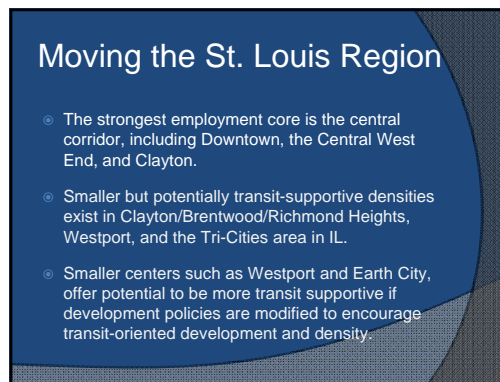 Moving the St. Louis Region
The strongest employment core is the central
corridor, including Downtown, the Central West
End, and Clayton.
Smaller but potentially transit-supportive densities
exist in Clayton/Brentwood/Richmond Heights,
Westport, and the Tri-Cities area in IL.
Smaller centers such as Westport and Earth City,
offer potential to be more transit supportive if
development policies are modified to encourage
transit-oriented development and density.